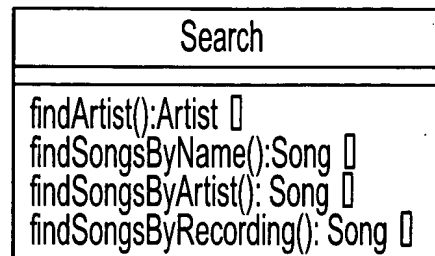 Search
findArtist():Artist []
findSongsByName():Song []
findSongsByArtist(): Song []
findSongsByRecording(): Song []